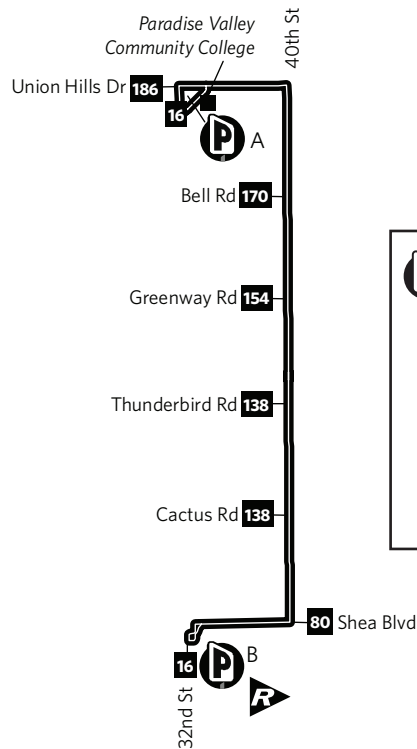 Paradise Valley
Community College
40th St
Union Hills Dr 186
16
P A
Bell Rd 170
Greenway Rd 154
Thunderbird Rd 138
Cactus Rd 138
80 Shea Blvd
16 P B
R
32nd St